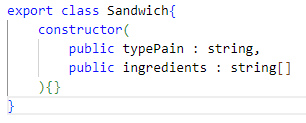 export class Sandwich{
    constructor(
        public typePain : string,
        public ingredients : string[]
    ){}
}